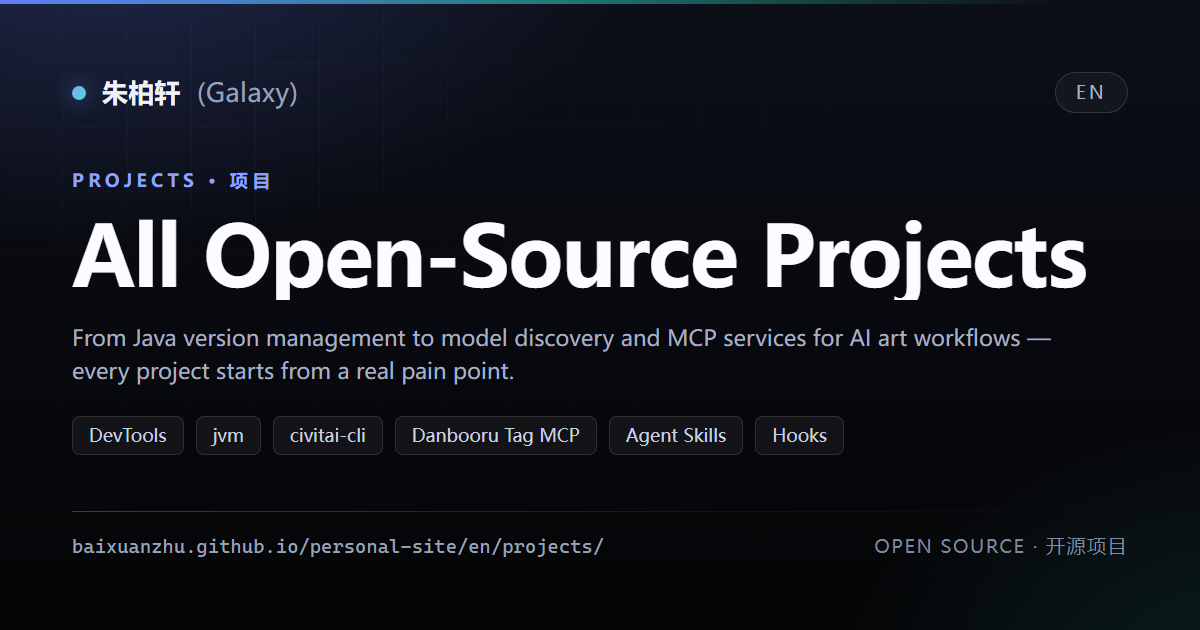 朱柏轩 (Galaxy)
EN
PROJECTS • 项目
All Open-Source Projects
From Java version management to model discovery and MCP services for AI art workflows —
every project starts from a real pain point.
DevTools jvm civitai-cli Danbooru Tag MCP Agent Skills Hooks
baixuanzhu.github.io/personal-site/en/projects/
OPEN SOURCE · 开源项目